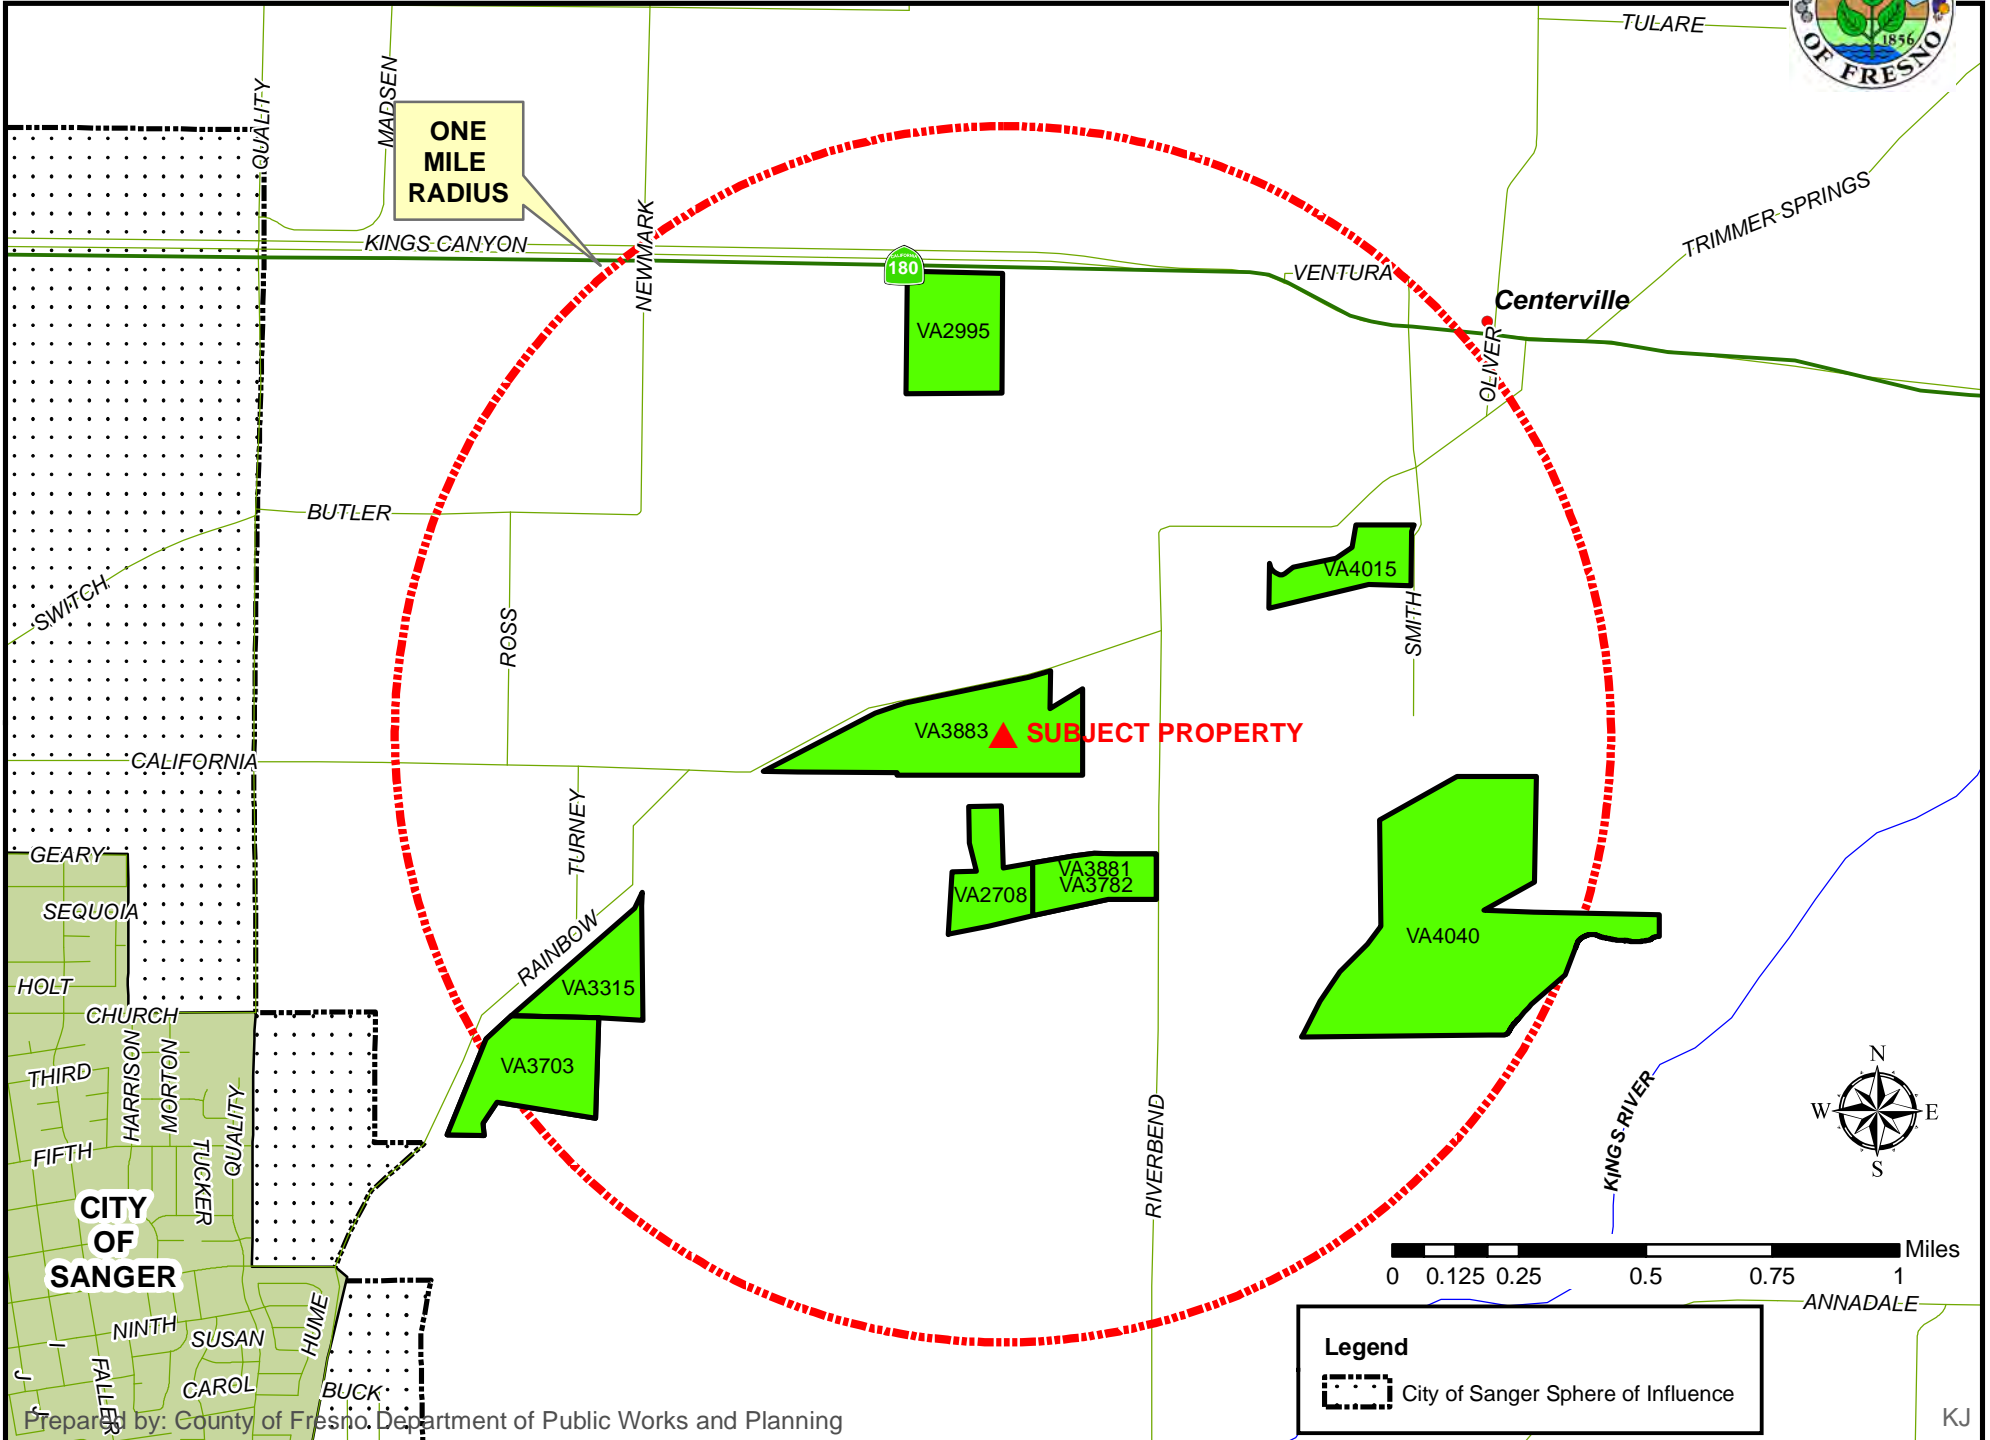 TULARE
1856
OF FRESNO
QUALITY
MADSEN
ONE
MILE
RADIUS
NEWMARK
KINGS CANYON
CALIFORNIA
180
VENTURA
TRIMMER SPRINGS
Centerville
OLIVER
VA2995
BUTLER
SWITCH
ROSS
VA4015
SMITH
VA3883
SUBJECT PROPERTY
CALIFORNIA
TURNEY
GEARY
SEQUOIA
VA3881
VA3782
VA2708
RAINBOW
VA4040
HOLT
VA3315
CHURCH
HARRISON
MORTON
THIRD
VA3703
QUALITY
FIFTH
TUCKER
RIVERBEND
KINGS RIVER
N
W
E
S
CITY
OF
SANGER
Miles
0 0.125 0.25 0.5 0.75 1
ANNADALE
HUME
NINTH
SUSAN
I
J
FALLER
CAROL
BUCK
Legend
City of Sanger Sphere of Influence
Prepared by: County of Fresno Department of Public Works and Planning
KJ